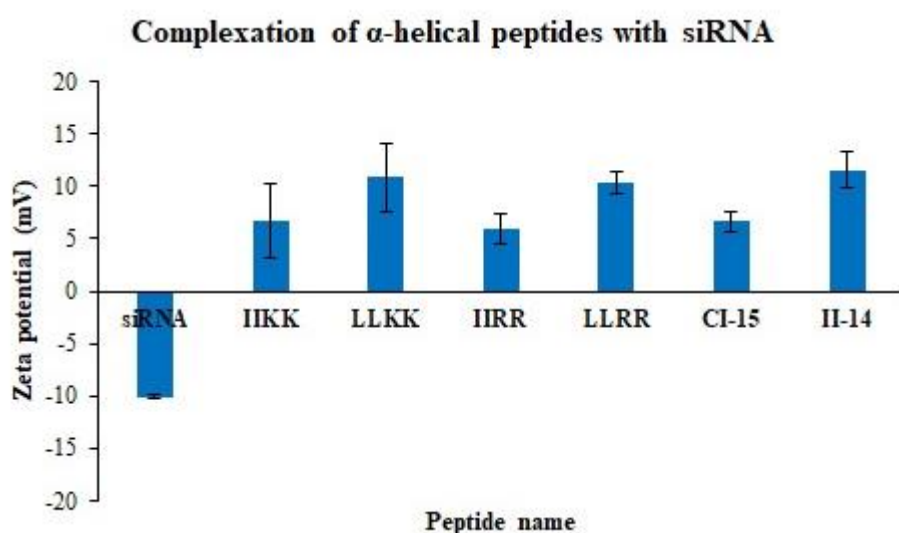 Complexation of α-helical peptides with siRNA
Zeta potential (mV)
20
15
10
5
0
-5
-10
-15
-20
siRNA IIKK LLKK IIRR LLRR CI-15 II-14
Peptide name